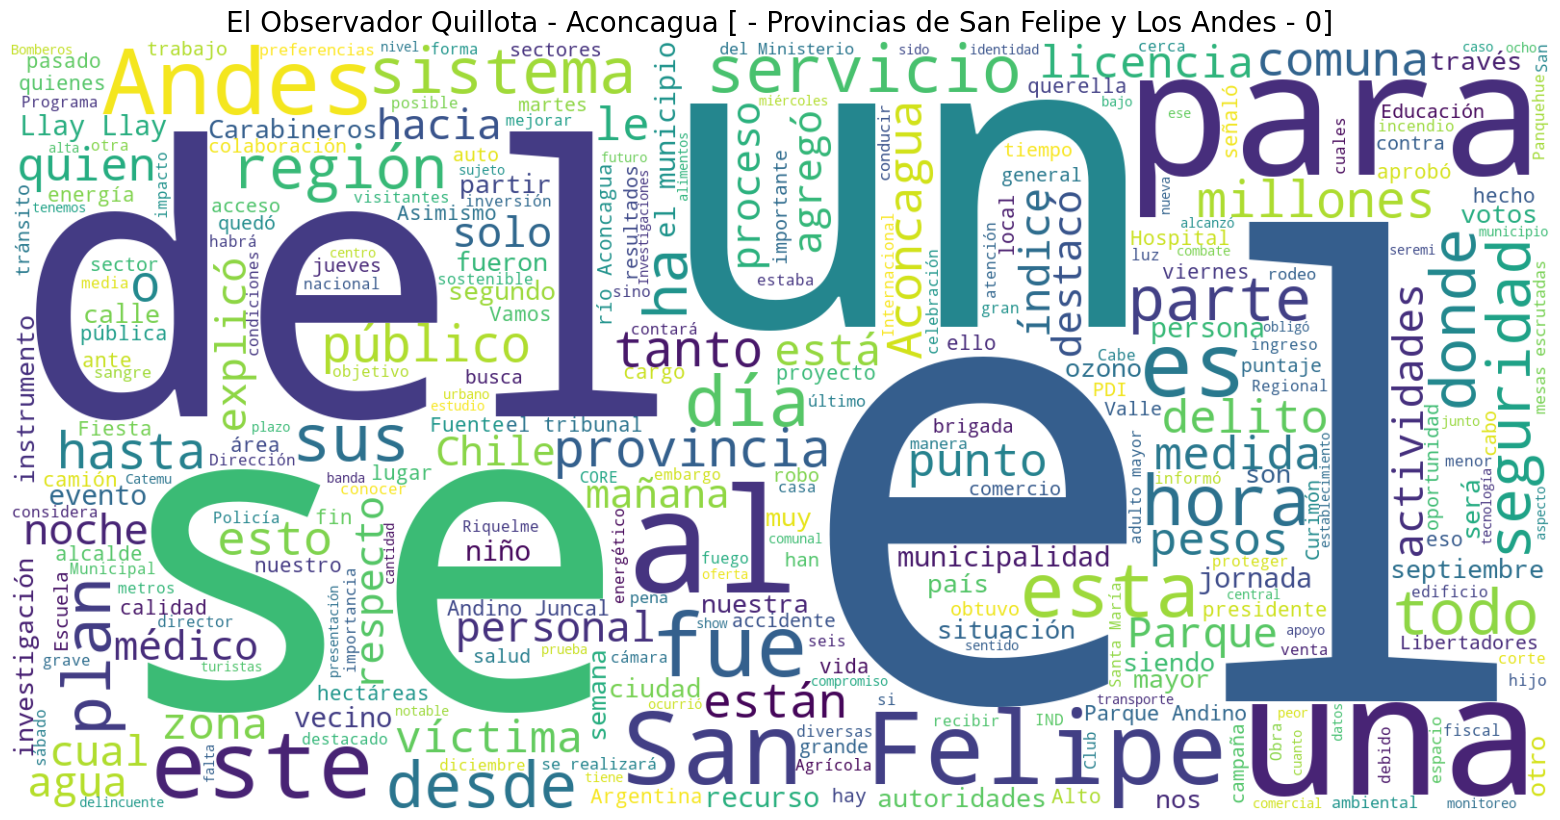 El Observador Quillota - Aconcagua [ - Provincias de San Felipe y Los Andes - 0]
Bomberos
trabajo
preferencias
nivel
forma
sectores
del Ministerio
sido
identidad
cerca
caso
ocho
pasado
Andes
sistema
servicio
licencia
comuna
través
San
quienes
Programa
posible
martes
municipio
miércoles
querella
bajo
para
Educación
Llay Llay
Carabineros
hacia
mejorar
le
un
ese
señaló
incendio
Panquehue
alta
otra
colaboración
proceso
agregó
conducir
tiempo
cuales
contra
quien
región
auto
sujeto
futuro
alimentos
general
aprobó
energía
impacto
visitantes
partir
inversión
importante
nueva
millones
hecho
tenemos
acceso
Asimismo
Aconcagua
índice
destacó
local
atención
alcanzó
votos
tránsito
quedó
solo
resultados
Investigaciones
río Aconcagua
ha el
Hospital
municipio
del
habrá
sector
centro
jueves
fueron
luz
combate
seremi
o
media
nacional
sostenible
sino
estaba
Internacional
celebración
gran
viernes
rodeo
donde
seguridad
calle
explicó
condiciones
segundo
Vamos
parte
el
pública
instrumento
público
contará
tanto
está
ello
persona
obligó
mesas escrutadas
ante
sangre
objetivo
busca
cargo
proyecto
Cabe
ozono
ingreso
puntaje
es
Regional
urbano
estudio
día
último
PDI
Valle
actividades
Fiesta
plazo
Fuenteel tribunal
brigada
delito
oportunidad
junto
hasta
área
sus
Chile
provincia
manera
punto
adulto mayor
medida
menor
cabo
Dirección
camión
Catemu
banda
lugar
CORE
embargo
robo
comercio
informó
son
establecimiento
evento
conocer
mañana
casa
hora
Curimón
será
tecnología
aspecto
considera
noche
Policía
fin
Riquelme
al
muy
comunal
pesos
eso
esto
respecto
cantidad
niño
energético
fuego
han
municipalidad
proteger
septiembre
alcalde
nuestro
se
oferta
país
esta
jornada
central
edificio
investigación
Municipal
metros
plan
Escuela
calidad
director
presentación
importancia
Andino Juncal
pena
nuestra
obtuvo
presidente
todo
personal
show
accidente
situación
Santa María
Parque
apoyo
Libertadores
médico
grave
turistas
salud
prueba
fue
seis
cámara
vida
sentido
siendo
venta
corte
hectáreas
semana
ciudad
compromiso
mayor
hijo
zona
vecino
notable
ocurrió
están
si
transporte
sábado
cual
destacado
víctima
diversas
recibir
IND
Parque Andino
peor
datos
fiscal
este
falta
diciembre
se realizará
San Felipe
grande
Club
campaña
Obra
cuanto
una
debido
espacio
otro
agua
desde
tiene
Agrícola
delincuente
Argentina
recurso
hay
autoridades
Alto
nos
comercial
ambiental
monitoreo